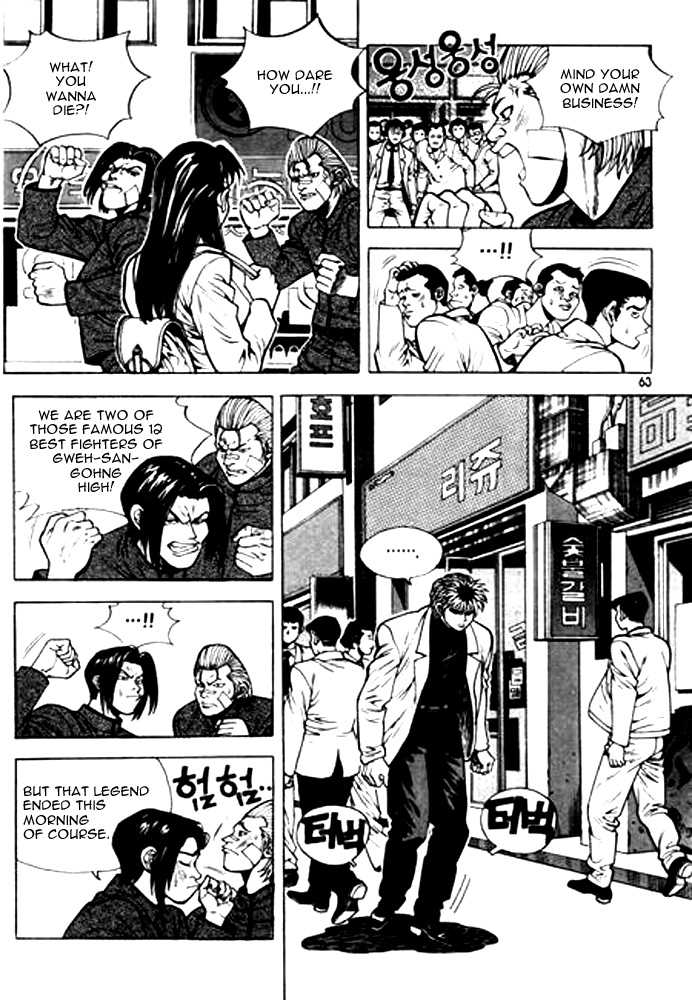 WHAT!
YOU
WANNA
DIE?!
HOW DARE
YOU...!!
웅성웅성
MIND YOUR
OWN DAMN
BUSINESS!
...!!
63
WE ARE TWO OF
THOSE FAMOUS 12
BEST FIGHTERS OF
GWEH-SAN-
GOHNG
HIGH!
...!!
BUT THAT LEGEND
ENDED THIS
MORNING
OF COURSE.
헐헐..
호프
리쥬
숯불갈비
......
터벅
터벅